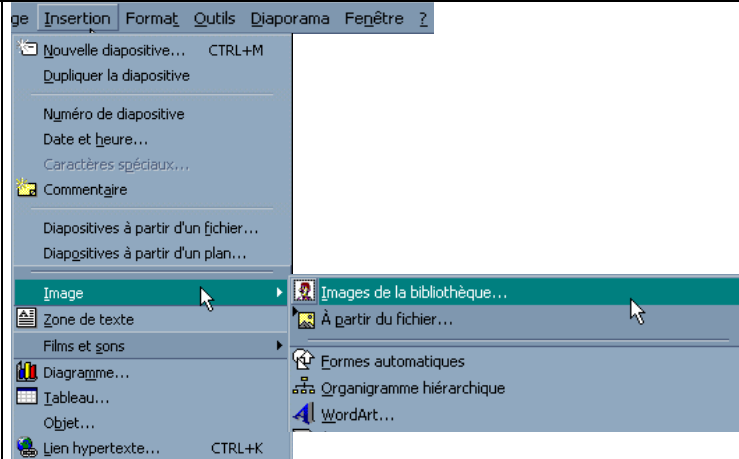 ge Insertion Format Outils Diaporama Fenêtre ?
Nouvelle diapositive... CTRL+M
Dupliquer la diapositive
Numéro de diapositive
Date et heure...
Caractères spéciaux...
Commentaire
Diapositives à partir d'un fichier...
Diapositives à partir d'un plan...
Image
Zone de texte
Films et sons
Diagramme...
Tableau...
Objet...
Lien hypertexte... CTRL+K
Images de la bibliothèque...
À partir du fichier...
Formes automatiques
Organigramme hiérarchique
WordArt...